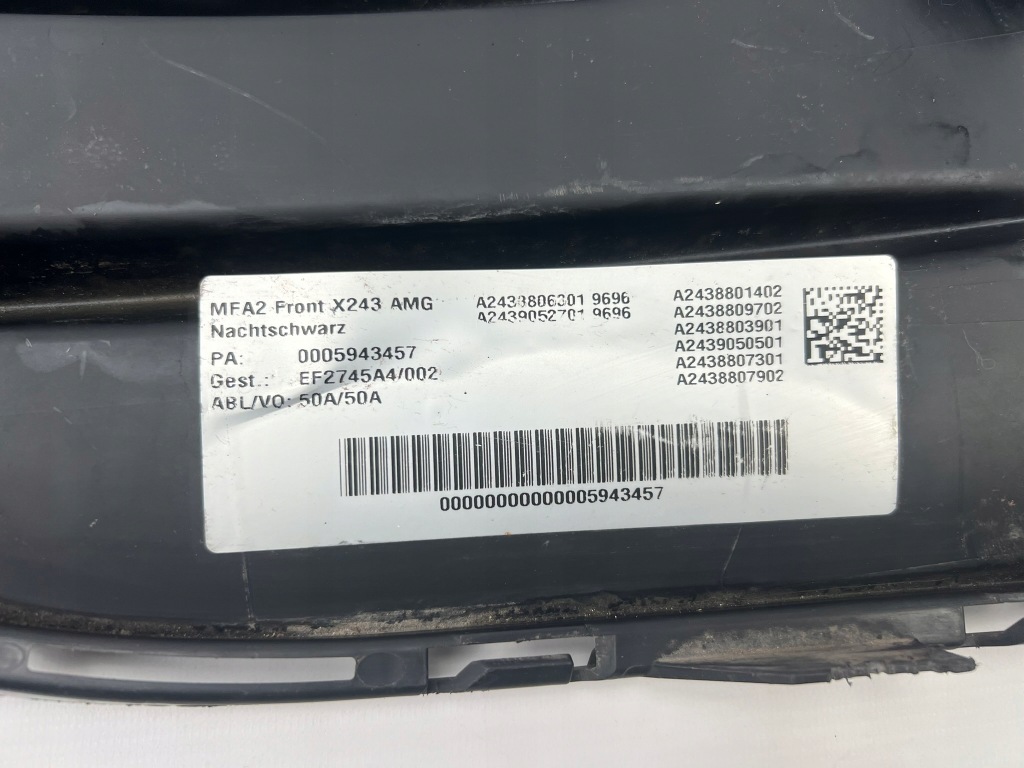 MFA2 Front X243 AMG
Nachtschwarz
PA: 0005943457
Gest.: EF2745A4/002
ABL/VO: 50A/50A
A2438806301 9696
A2439052701 9696
A2438801402
A2438809702
A2438803901
A2439050501
A2438807301
A2438807902
00000000000005943457